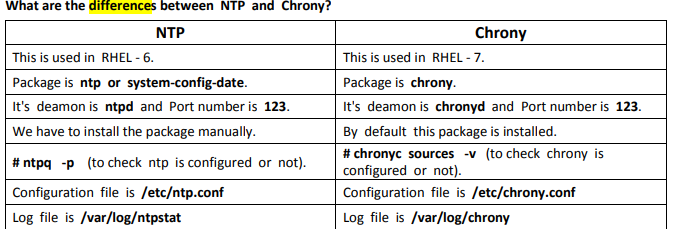 What are the differences between NTP and Chrony?
NTP
Chrony
This is used in RHEL - 6.
This is used in RHEL - 7.
Package is ntp or system-config-date.
Package is chrony.
It's deamon is ntpd and Port number is 123.
It's deamon is chronyd and Port number is 123.
We have to install the package manually.
By default this package is installed.
# ntpq -p (to check ntp is configured or not).
# chronyc sources -v (to check chrony is
configured or not).
Configuration file is /etc/ntp.conf
Configuration file is /etc/chrony.conf
Log file is /var/log/ntpstat
Log file is /var/log/chrony